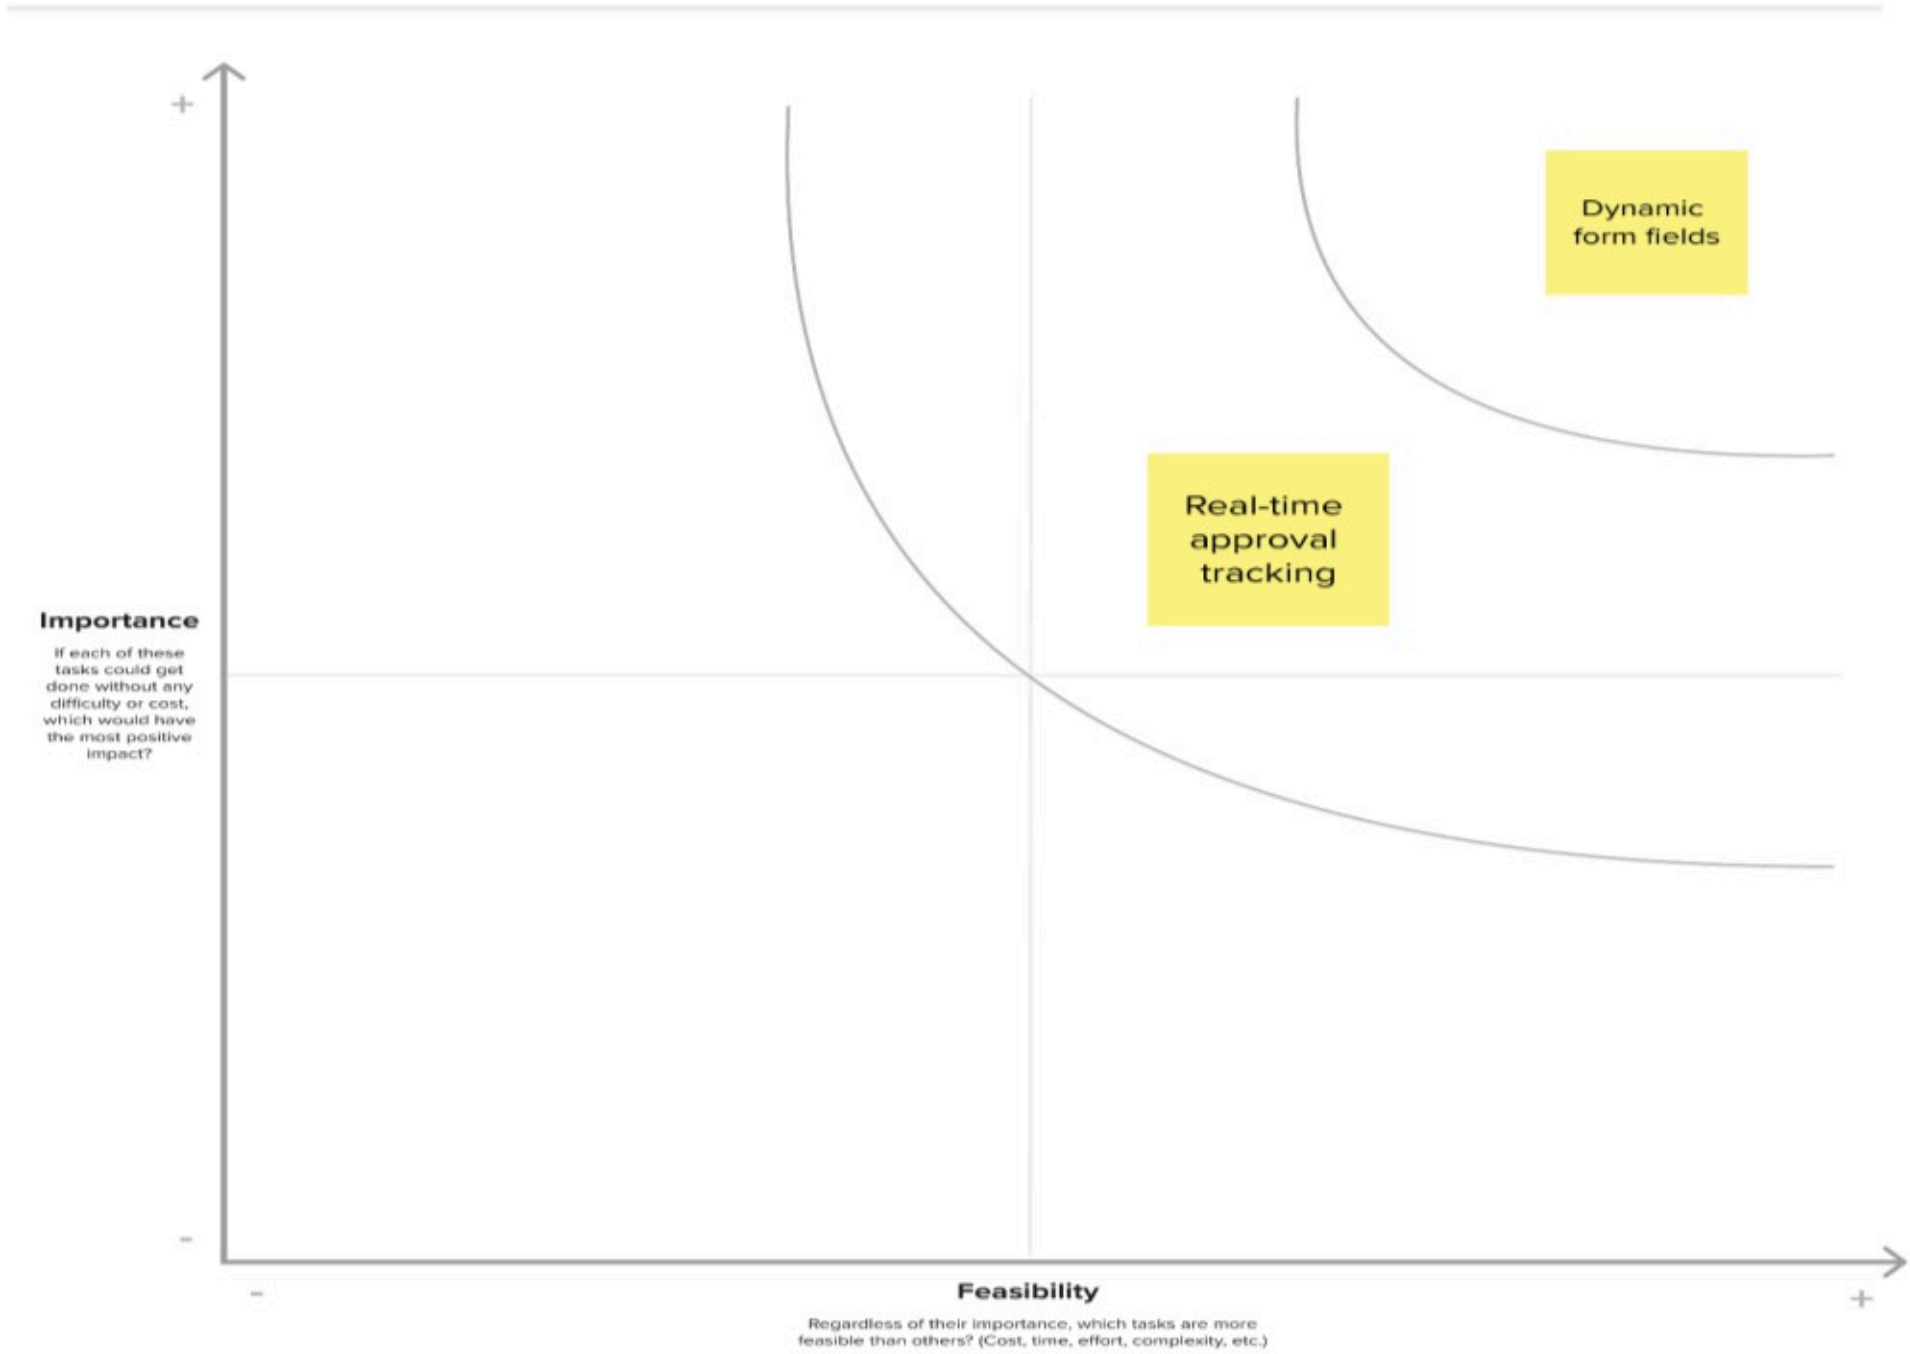 +
Dynamic
form fields
Real-time
approval
tracking
Importance
If each of these
tasks could get
done without any
difficulty or cost,
which would have
the most positive
impact?
-
-
Feasibility
+
Regardless of their importance, which tasks are more
feasible than others? (Cost, time, effort, complexity, etc.)